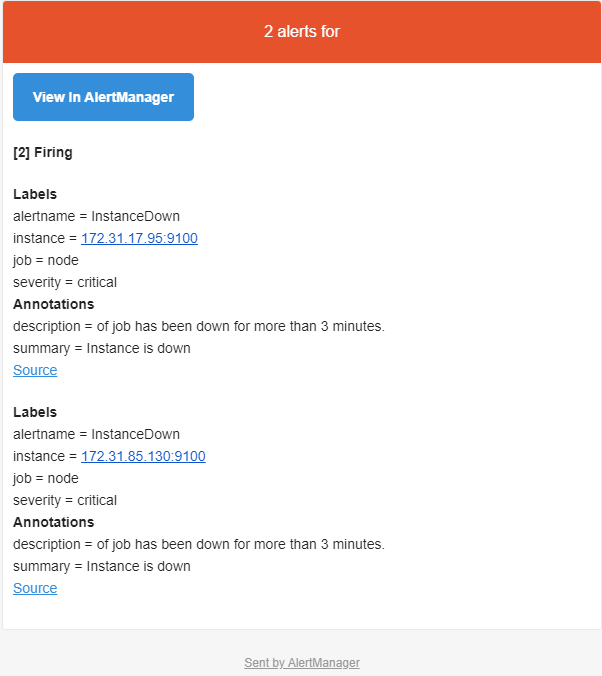 2 alerts for
View In AlertManager
[2] Firing
Labels
alertname = InstanceDown
instance = 172.31.17.95:9100
job = node
severity = critical
Annotations
description = of job has been down for more than 3 minutes.
summary = Instance is down
Source
Labels
alertname = InstanceDown
instance = 172.31.85.130:9100
job = node
severity = critical
Annotations
description = of job has been down for more than 3 minutes.
summary = Instance is down
Source
Sent by AlertManager